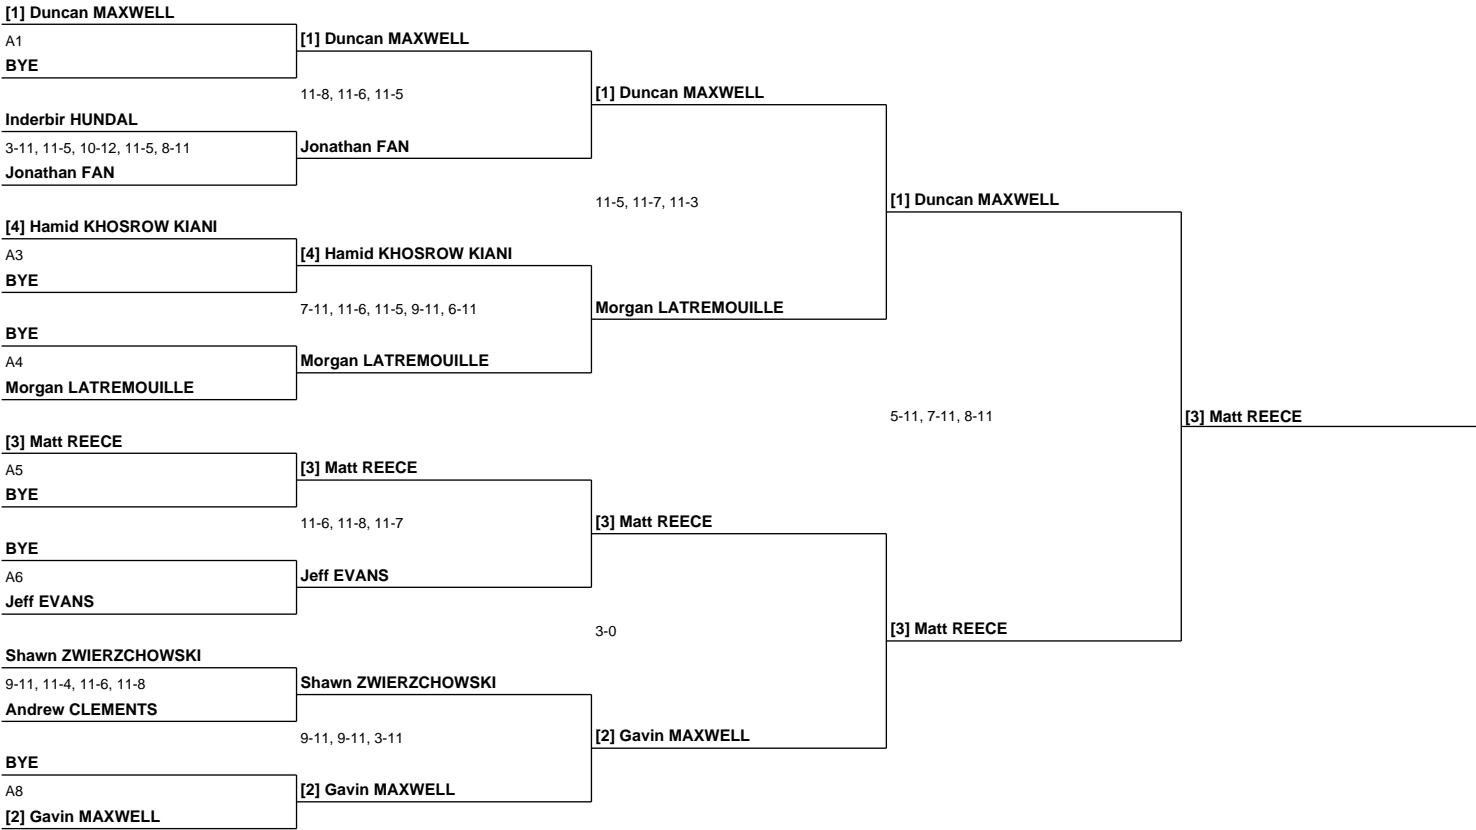 [1] Duncan MAXWELL
A1
BYE
[1] Duncan MAXWELL
11-8, 11-6, 11-5
Inderbir HUNDAL
3-11, 11-5, 10-12, 11-5, 8-11
Jonathan FAN
Jonathan FAN
[1] Duncan MAXWELL
11-5, 11-7, 11-3
[4] Hamid KHOSROW KIANI
A3
BYE
[4] Hamid KHOSROW KIANI
7-11, 11-6, 11-5, 9-11, 6-11
BYE
A4
Morgan LATREMOUILLE
Morgan LATREMOUILLE
Morgan LATREMOUILLE
[1] Duncan MAXWELL
5-11, 7-11, 8-11
[3] Matt REECE
[3] Matt REECE
A5
BYE
[3] Matt REECE
11-6, 11-8, 11-7
BYE
A6
Jeff EVANS
Jeff EVANS
[3] Matt REECE
3-0
[3] Matt REECE
Shawn ZWIERZCHOWSKI
9-11, 11-4, 11-6, 11-8
Andrew CLEMENTS
Shawn ZWIERZCHOWSKI
9-11, 9-11, 3-11
BYE
A8
[2] Gavin MAXWELL
[2] Gavin MAXWELL
[2] Gavin MAXWELL